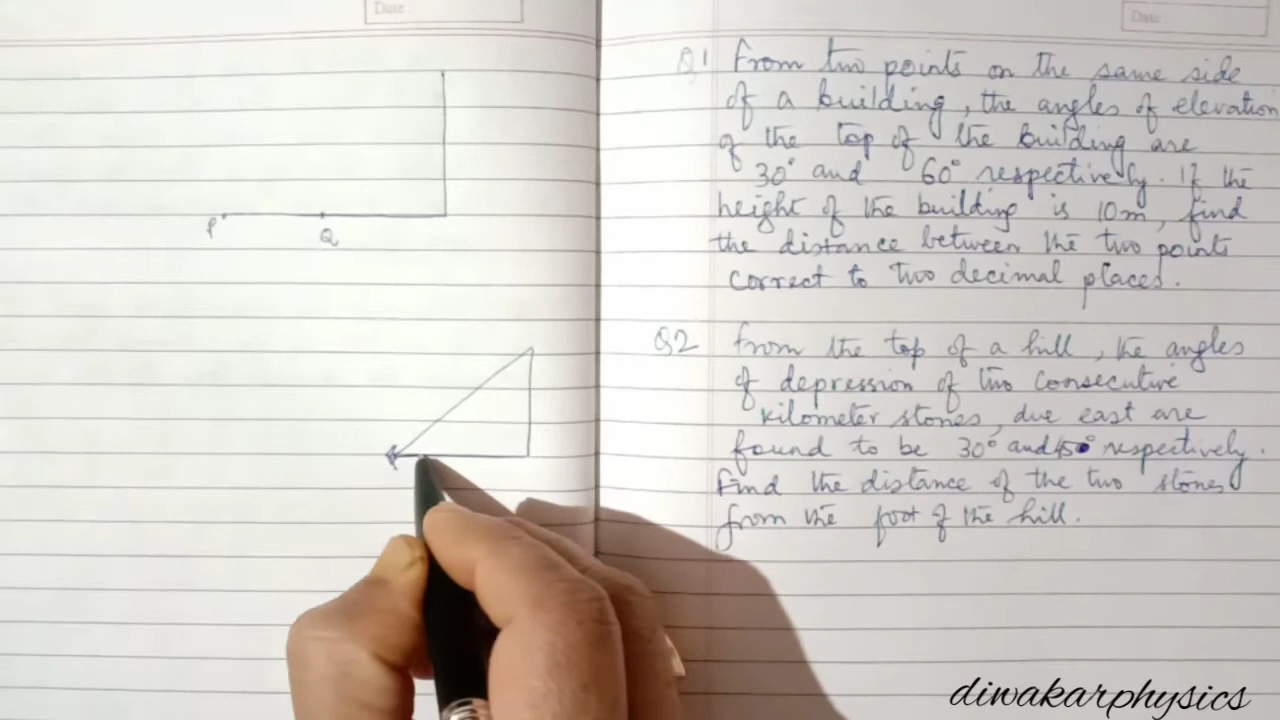 Date:
Date:
P
Q
Q1 From two points on the same side
of a building, the angles of elevation
of the top of the building are
30° and 60° respectively. If the
height of the building is 10m, find
the distance between the two points
correct to two decimal places.
Q2 From the top of a hill, the angles
of depression of two consecutive
kilometer stones, due east are
found to be 30° and 45° respectively.
Find the distance of the two stones
from the foot of the hill.
diwakarphysics